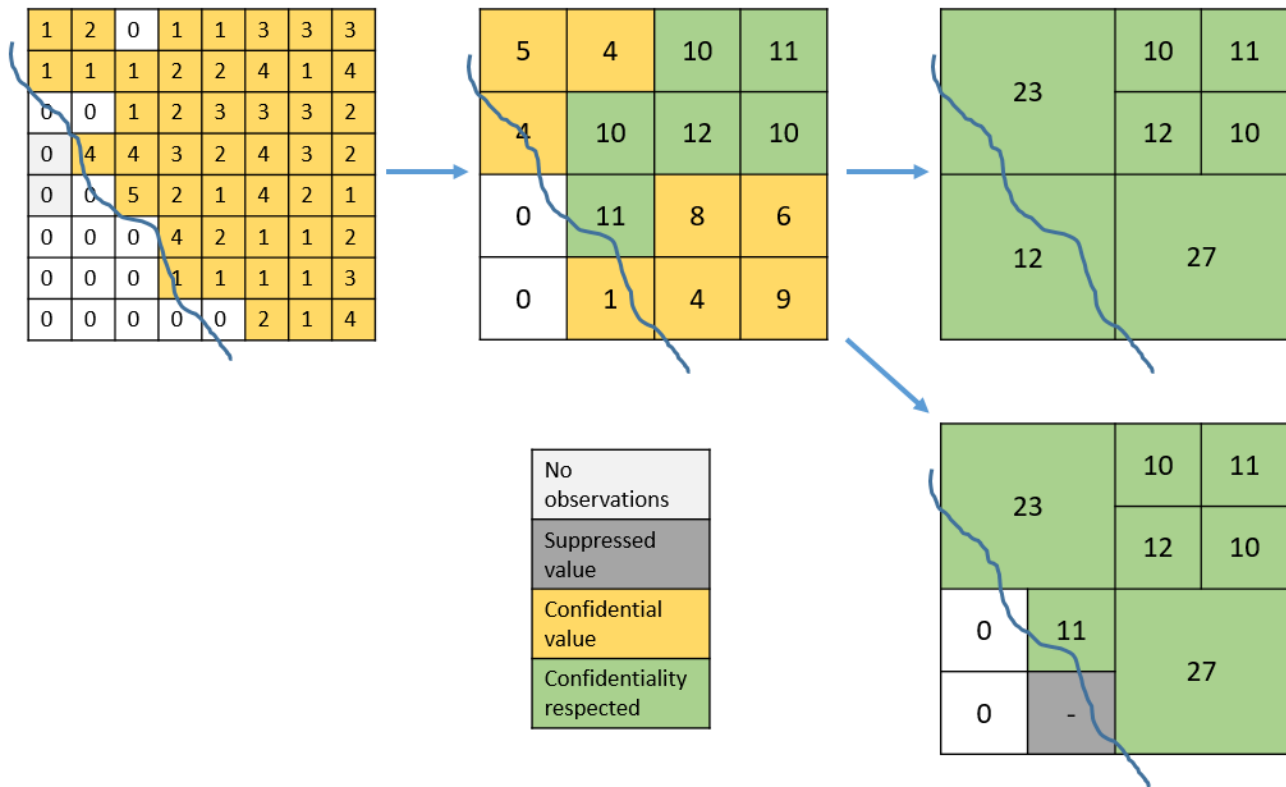 1 2 0 1 1 3 3 3
1 1 1 2 2 4 1 4
0 0 1 2 3 3 3 2
0 4 4 3 2 4 3 2
0 0 5 2 1 4 2 1
0 0 0 4 2 1 1 2
0 0 0 1 1 1 1 3
0 0 0 0 0 2 1 4
5 4 10 11
4 10 12 10
0 11 8 6
0 1 4 9
10 11
23
12 10
12 27
No
observations
Suppressed
value
Confidential
value
Confidentiality
respected
10 11
23
12 10
0 11
27
0 -